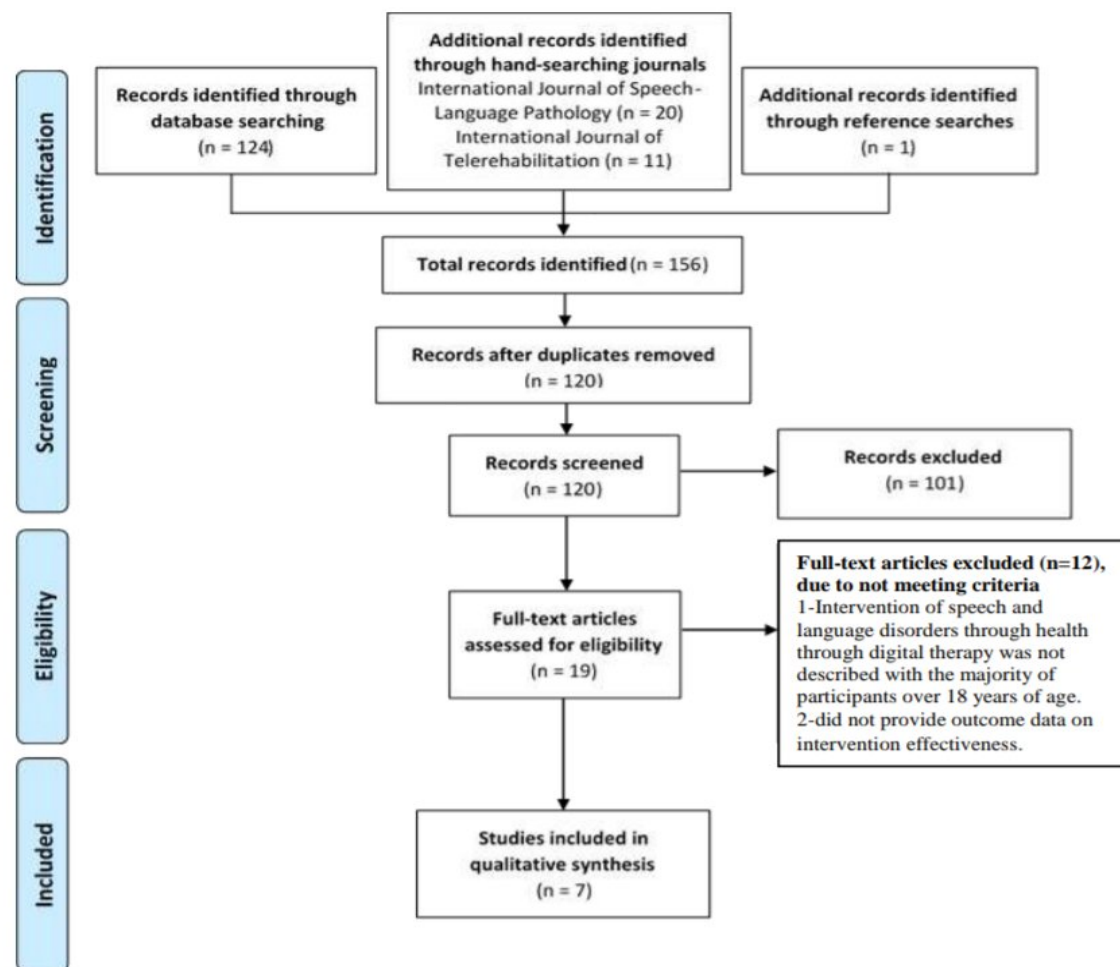 Identification
Records identified through
database searching
(n = 124)
Additional records identified
through hand-searching journals
International Journal of Speech-
Language Pathology (n = 20)
International Journal of
Telerehabilitation (n = 11)
Additional records identified
through reference searches
(n = 1)
Total records identified (n = 156)
Screening
Records after duplicates removed
(n = 120)
Records screened
(n = 120)
Records excluded
(n = 101)
Eligibility
Full-text articles
assessed for eligibility
(n = 19)
Full-text articles excluded (n=12),
due to not meeting criteria
1-Intervention of speech and
language disorders through health
through digital therapy was not
described with the majority of
participants over 18 years of age.
2-did not provide outcome data on
intervention effectiveness.
Included
Studies included in
qualitative synthesis
(n = 7)